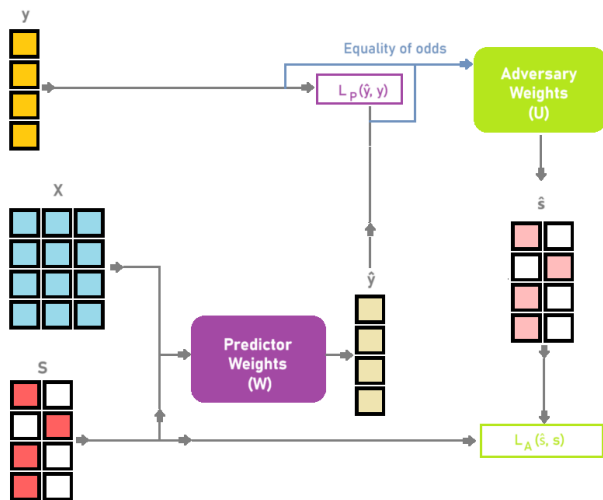 y
Equality of odds
L P (ŷ, y)
Adversary
Weights
(U)
X
ŝ
ŷ
Predictor
Weights
(W)
S
L A (ŝ, s)